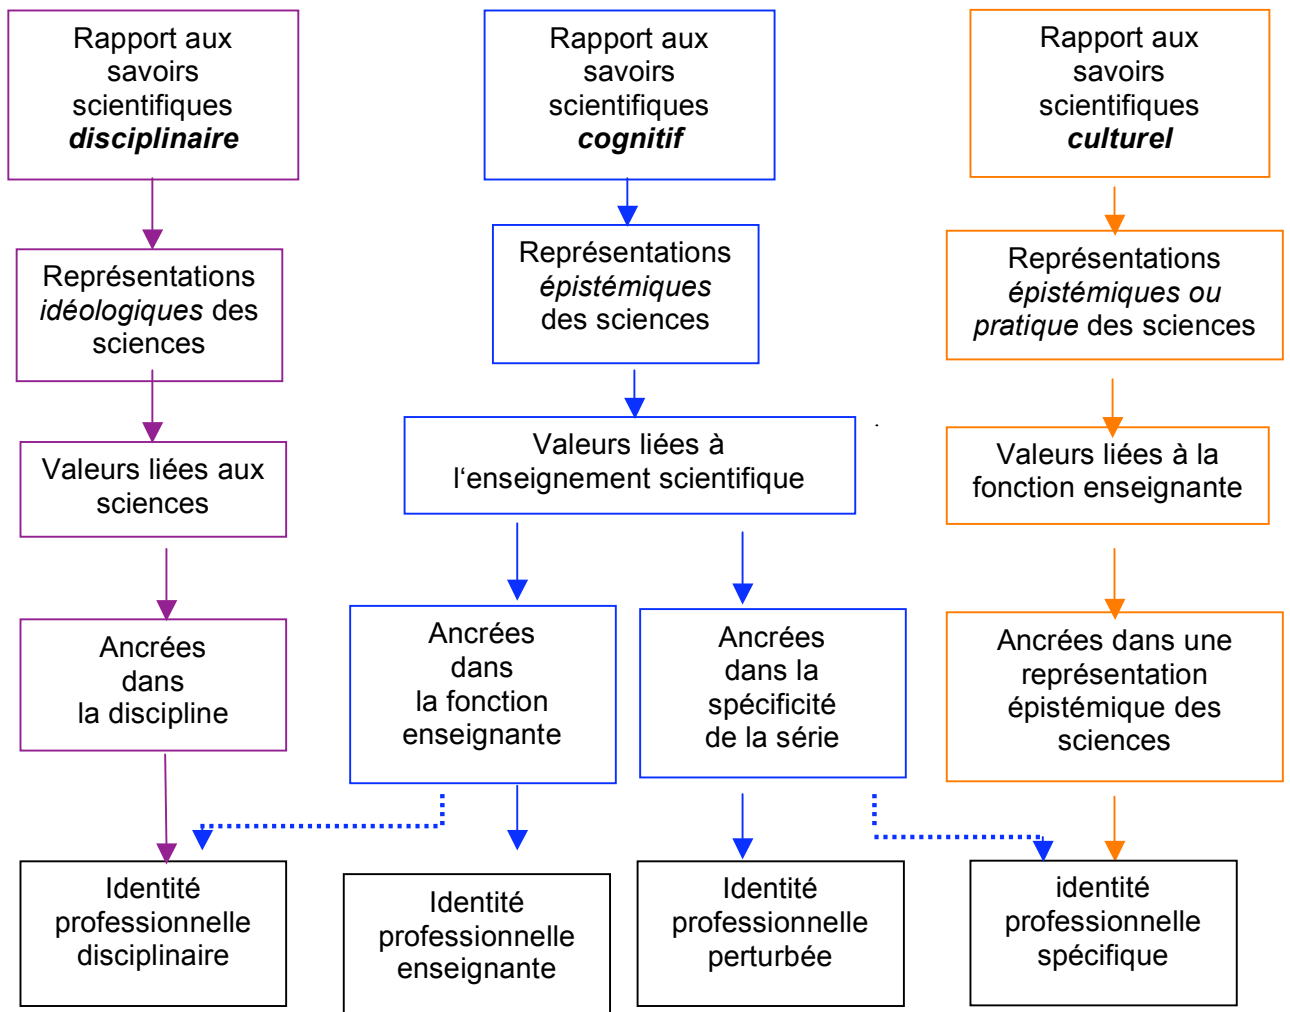 Rapport aux
savoirs
scientifiques
disciplinaire
Rapport aux
savoirs
scientifiques
cognitif
Rapport aux
savoirs
scientifiques
culturel
Représentations
idéologiques des
sciences
Représentations
épistémiques
des sciences
Représentations
épistémiques ou
pratique des sciences
Valeurs liées aux
sciences
Valeurs liées à
l‘enseignement scientifique
Valeurs liées à la
fonction enseignante
Ancrées
dans
la discipline
Ancrées
dans
la fonction
enseignante
Ancrées
dans la
spécificité
de la série
Ancrées dans une
représentation
épistémique des
sciences
Identité
professionnelle
disciplinaire
Identité
professionnelle
enseignante
Identité
professionnelle
perturbée
identité
professionnelle
spécifique